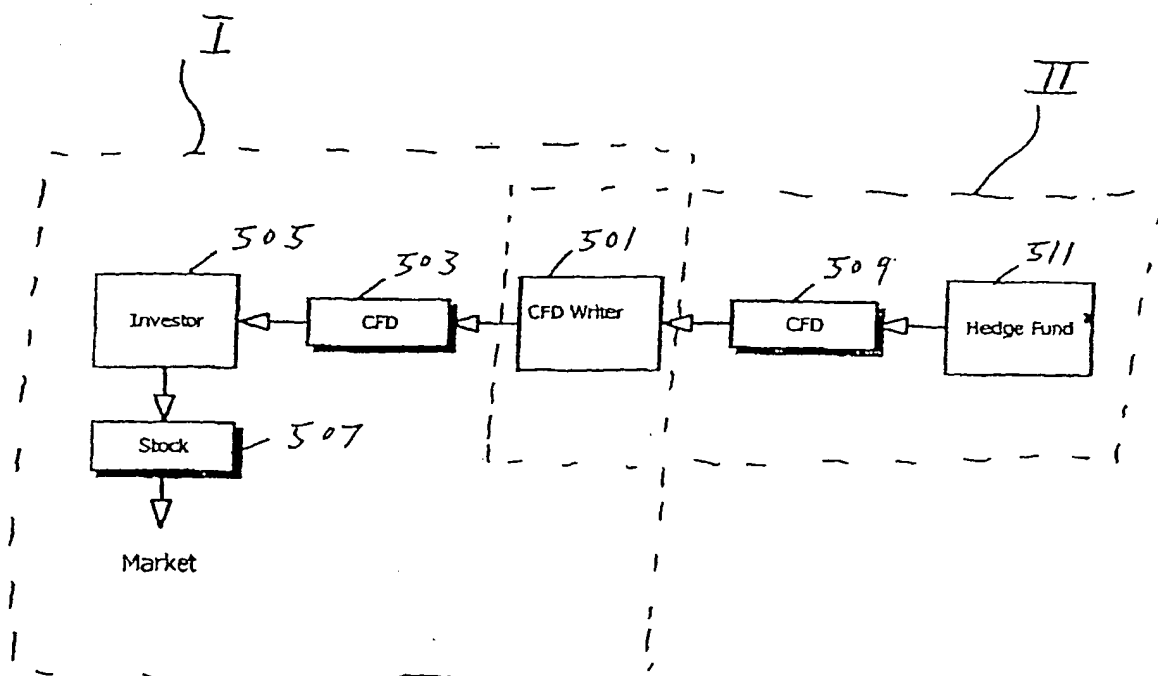 I
II
505
503
501
509
511
Investor
CFD
CFD Writer
CFD
Hedge Fund
Stock
507
Market